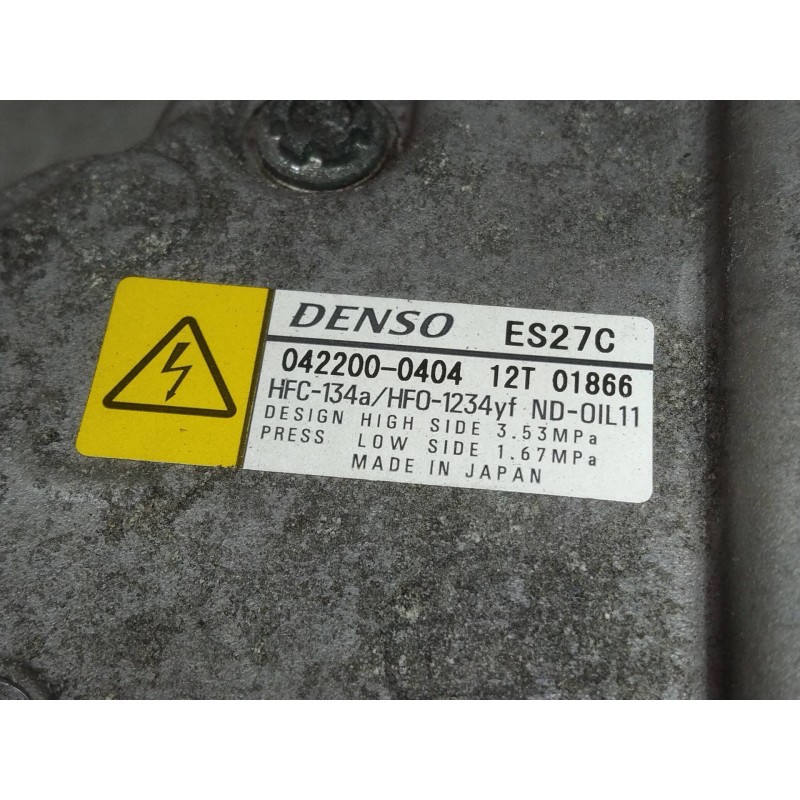 DENSO ES27C
042200-0404 12T 01866
HFC-134a/HFO-1234yf ND-OIL11
DESIGN HIGH SIDE 3.53MPa
PRESS LOW SIDE 1.67MPa
MADE IN JAPAN